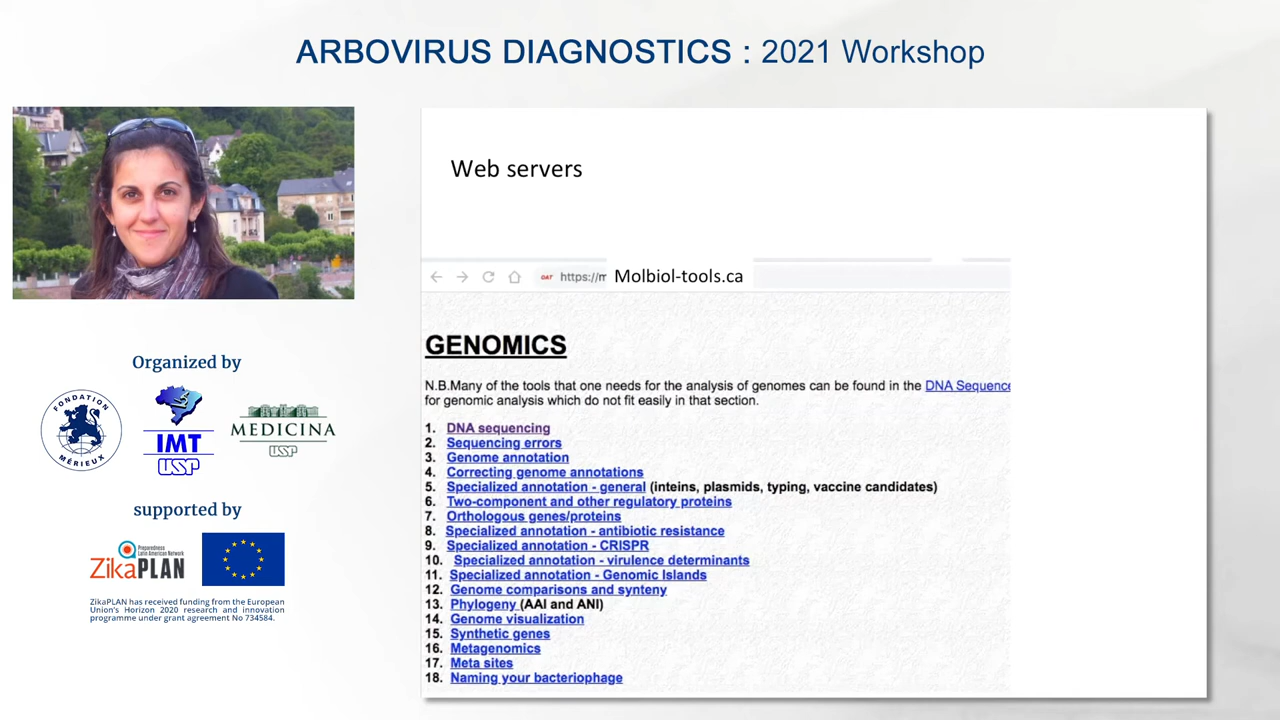 ARBOVIRUS DIAGNOSTICS : 2021 Workshop
Organized by
FONDATION MÉRIEUX
IMT
USP
MEDICINA
USP
supported by
Preparedness
Latin American Network
ZikaPLAN
ZikaPLAN has received funding from the European
Union's Horizon 2020 research and innovation
programme under grant agreement No 734584.
Web servers
OAT https://m Molbiol-tools.ca
GENOMICS
N.B.Many of the tools that one needs for the analysis of genomes can be found in the DNA Sequence
for genomic analysis which do not fit easily in that section.
1. DNA sequencing
2. Sequencing errors
3. Genome annotation
4. Correcting genome annotations
5. Specialized annotation - general (inteins, plasmids, typing, vaccine candidates)
6. Two-component and other regulatory proteins
7. Orthologous genes/proteins
8. Specialized annotation - antibiotic resistance
9. Specialized annotation - CRISPR
10. Specialized annotation - virulence determinants
11. Specialized annotation - Genomic Islands
12. Genome comparisons and synteny
13. Phylogeny (AAI and ANI)
14. Genome visualization
15. Synthetic genes
16. Metagenomics
17. Meta sites
18. Naming your bacteriophage